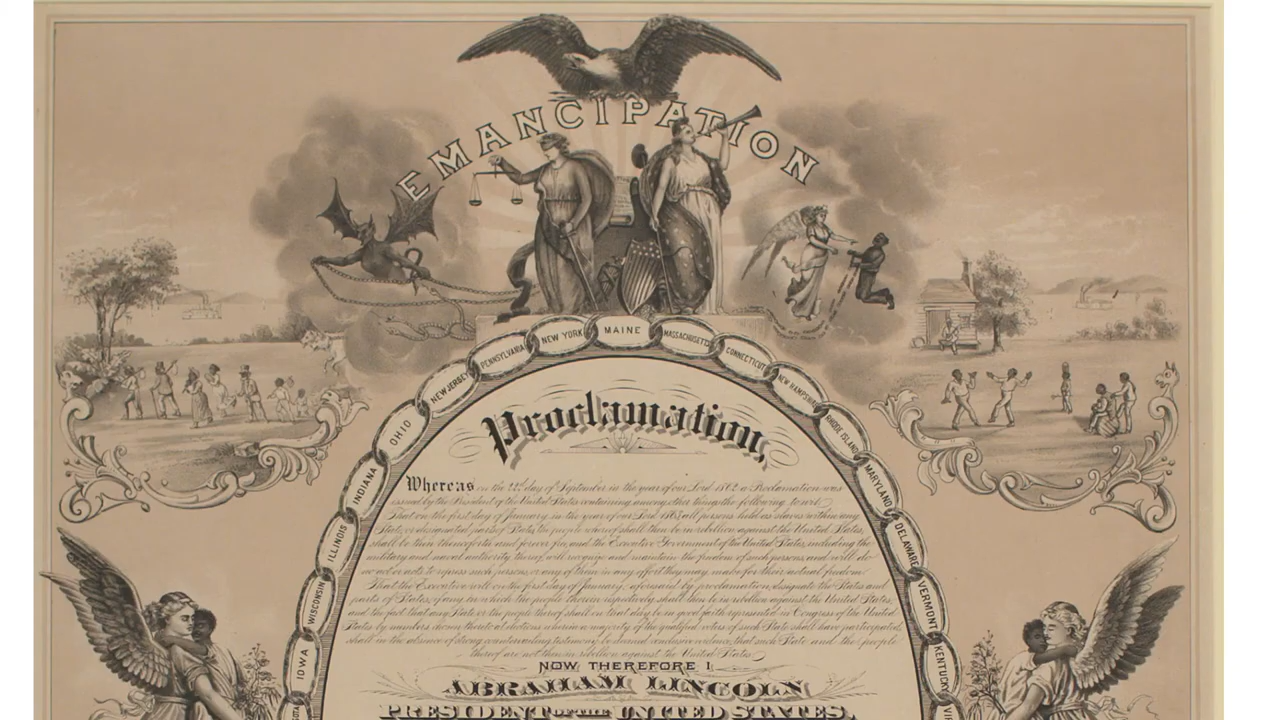 EMANCIPATION
MAINE
NEW YORK
MASSACHUSETTS
PENNSYLVANIA
CONNECTICUT
NEW JERSEY
NEW HAMPSHIRE
OHIO
RHODE ISLAND
INDIANA
MARYLAND
ILLINOIS
DELAWARE
WISCONSIN
VERMONT
IOWA
KENTUCKY
Proclamation,
Whereas on the 22d day of September, in the year of our Lord 1862 a Proclamation was
issued by the President of the United States containing among other things the following to wit:
That on the first day of January, in the year of our Lord 1863 all persons held as slaves within any
State, or designated part of a State, the people whereof shall then be in rebellion against the United States,
shall be then, thenceforth and forever free, and the Executive Government of the United States, including the
military and naval authority thereof, will recognize and maintain the freedom of such persons, and will do
no act or acts to repress such persons, or any of them in any effort they may make for their actual freedom
That the Executive will on the first day of January, aforesaid by proclamation, designate the States and
parts of States, if any, in which the people therein respectively shall then be in rebellion against the United States,
and the fact that any State or the people thereof shall on that day be in good faith represented in Congress of the United
States by members chosen thereto at elections wherein a majority of the qualified voters of such State shall have participated
shall in the absence of strong countervailing testimony be deemed conclusive evidence that such State and the people
thereof are not then in rebellion against the United States
NOW THEREFORE I
ABRAHAM LINCOLN
PRESIDENT OF THE UNITED STATES,